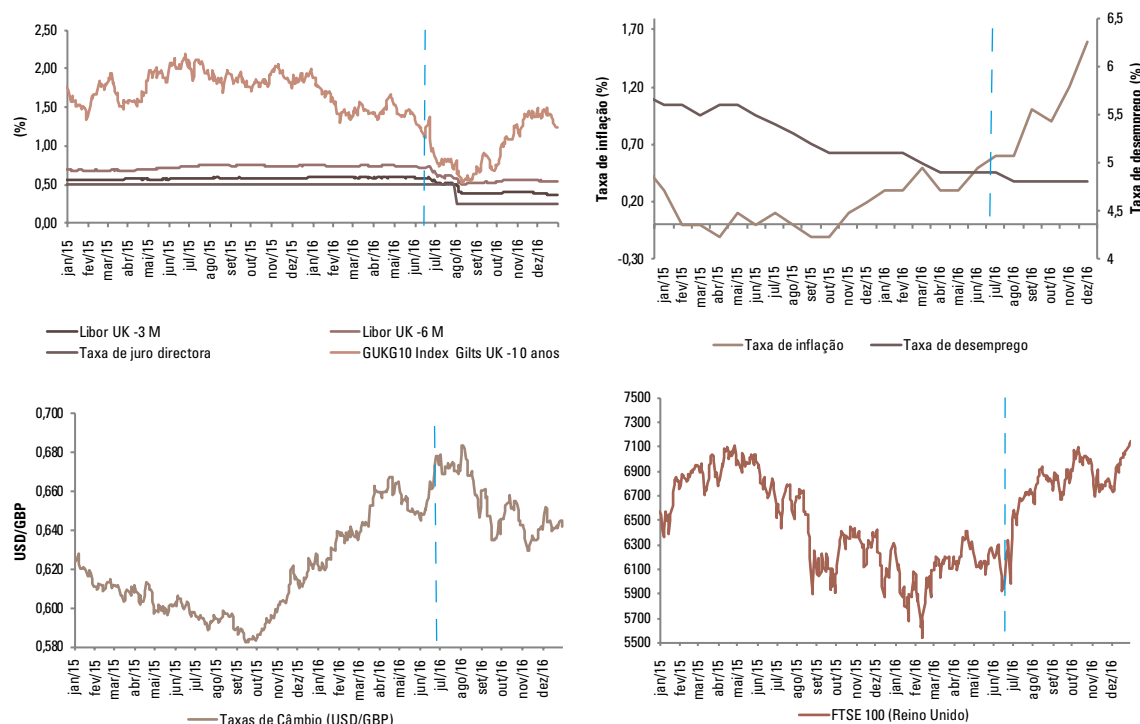 2,50
2,00
1,50
1,00
0,50
0,00
(%)
jan/15
fev/15
mar/15
abr/15
mai/15
jun/15
jul/15
ago/15
set/15
out/15
nov/15
dez/15
jan/16
fev/16
mar/16
abr/16
mai/16
jun/16
jul/16
ago/16
set/16
out/16
nov/16
dez/16
Libor UK -3 M
Libor UK -6 M
Taxa de juro directora
GUKG10 Index Gilts UK -10 anos
1,70
1,20
0,70
0,20
-0,30
Taxa de inflação (%)
6,5
6
5,5
5
4,5
4
Taxa de desemprego (%)
jan/15
fev/15
mar/15
abr/15
mai/15
jun/15
jul/15
ago/15
set/15
out/15
nov/15
dez/15
jan/16
fev/16
mar/16
abr/16
mai/16
jun/16
jul/16
ago/16
set/16
out/16
nov/16
dez/16
Taxa de inflação
Taxa de desemprego
0,700
0,680
0,660
0,640
0,620
0,600
0,580
USD/GBP
jan/15
fev/15
mar/15
abr/15
mai/15
jun/15
jul/15
ago/15
set/15
out/15
nov/15
dez/15
jan/16
fev/16
mar/16
abr/16
mai/16
jun/16
jul/16
ago/16
set/16
out/16
nov/16
dez/16
Taxas de Câmbio (USD/GBP)
7500
7100
6900
6700
6500
6300
6100
5900
5700
5500
jan/15
fev/15
mar/15
abr/15
mai/15
jun/15
jul/15
ago/15
set/15
out/15
nov/15
dez/15
jan/16
fev/16
mar/16
abr/16
mai/16
jun/16
jul/16
ago/16
set/16
out/16
nov/16
dez/16
FTSE 100 (Reino Unido)